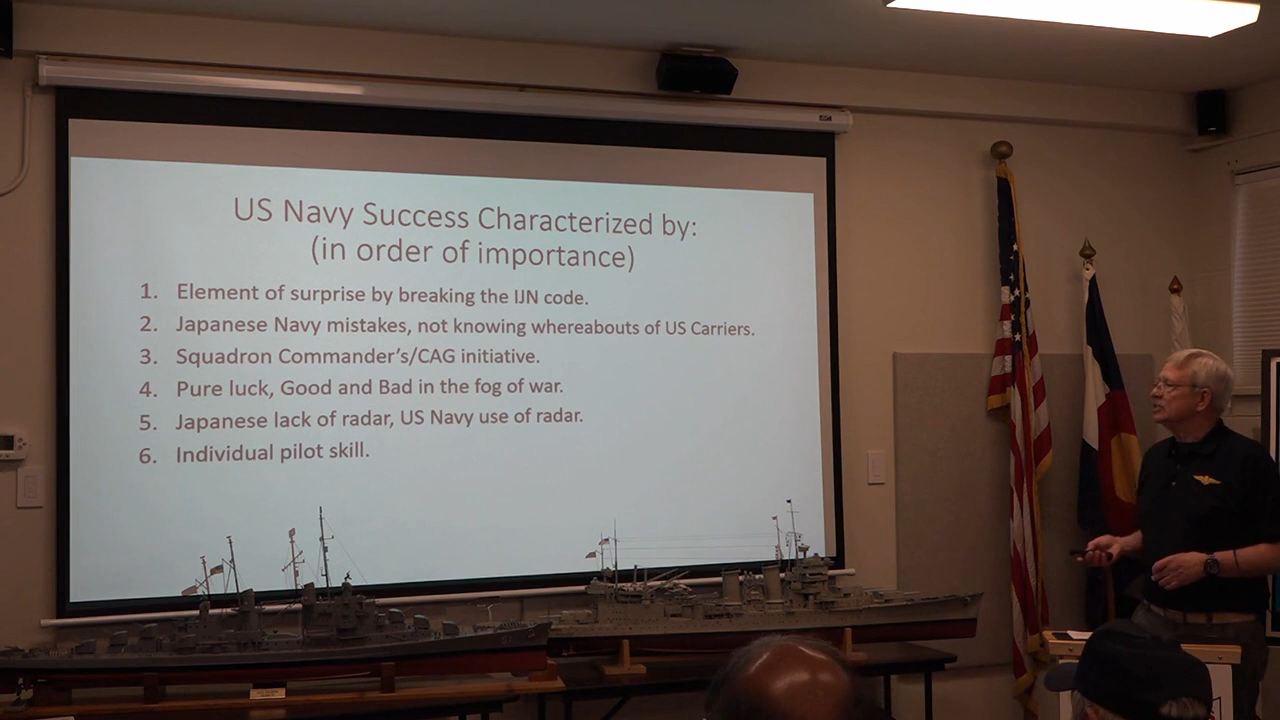 US Navy Success Characterized by:
(in order of importance)
1. Element of surprise by breaking the IJN code.
2. Japanese Navy mistakes, not knowing whereabouts of US Carriers.
3. Squadron Commander's/CAG initiative.
4. Pure luck, Good and Bad in the fog of war.
5. Japanese lack of radar, US Navy use of radar.
6. Individual pilot skill.